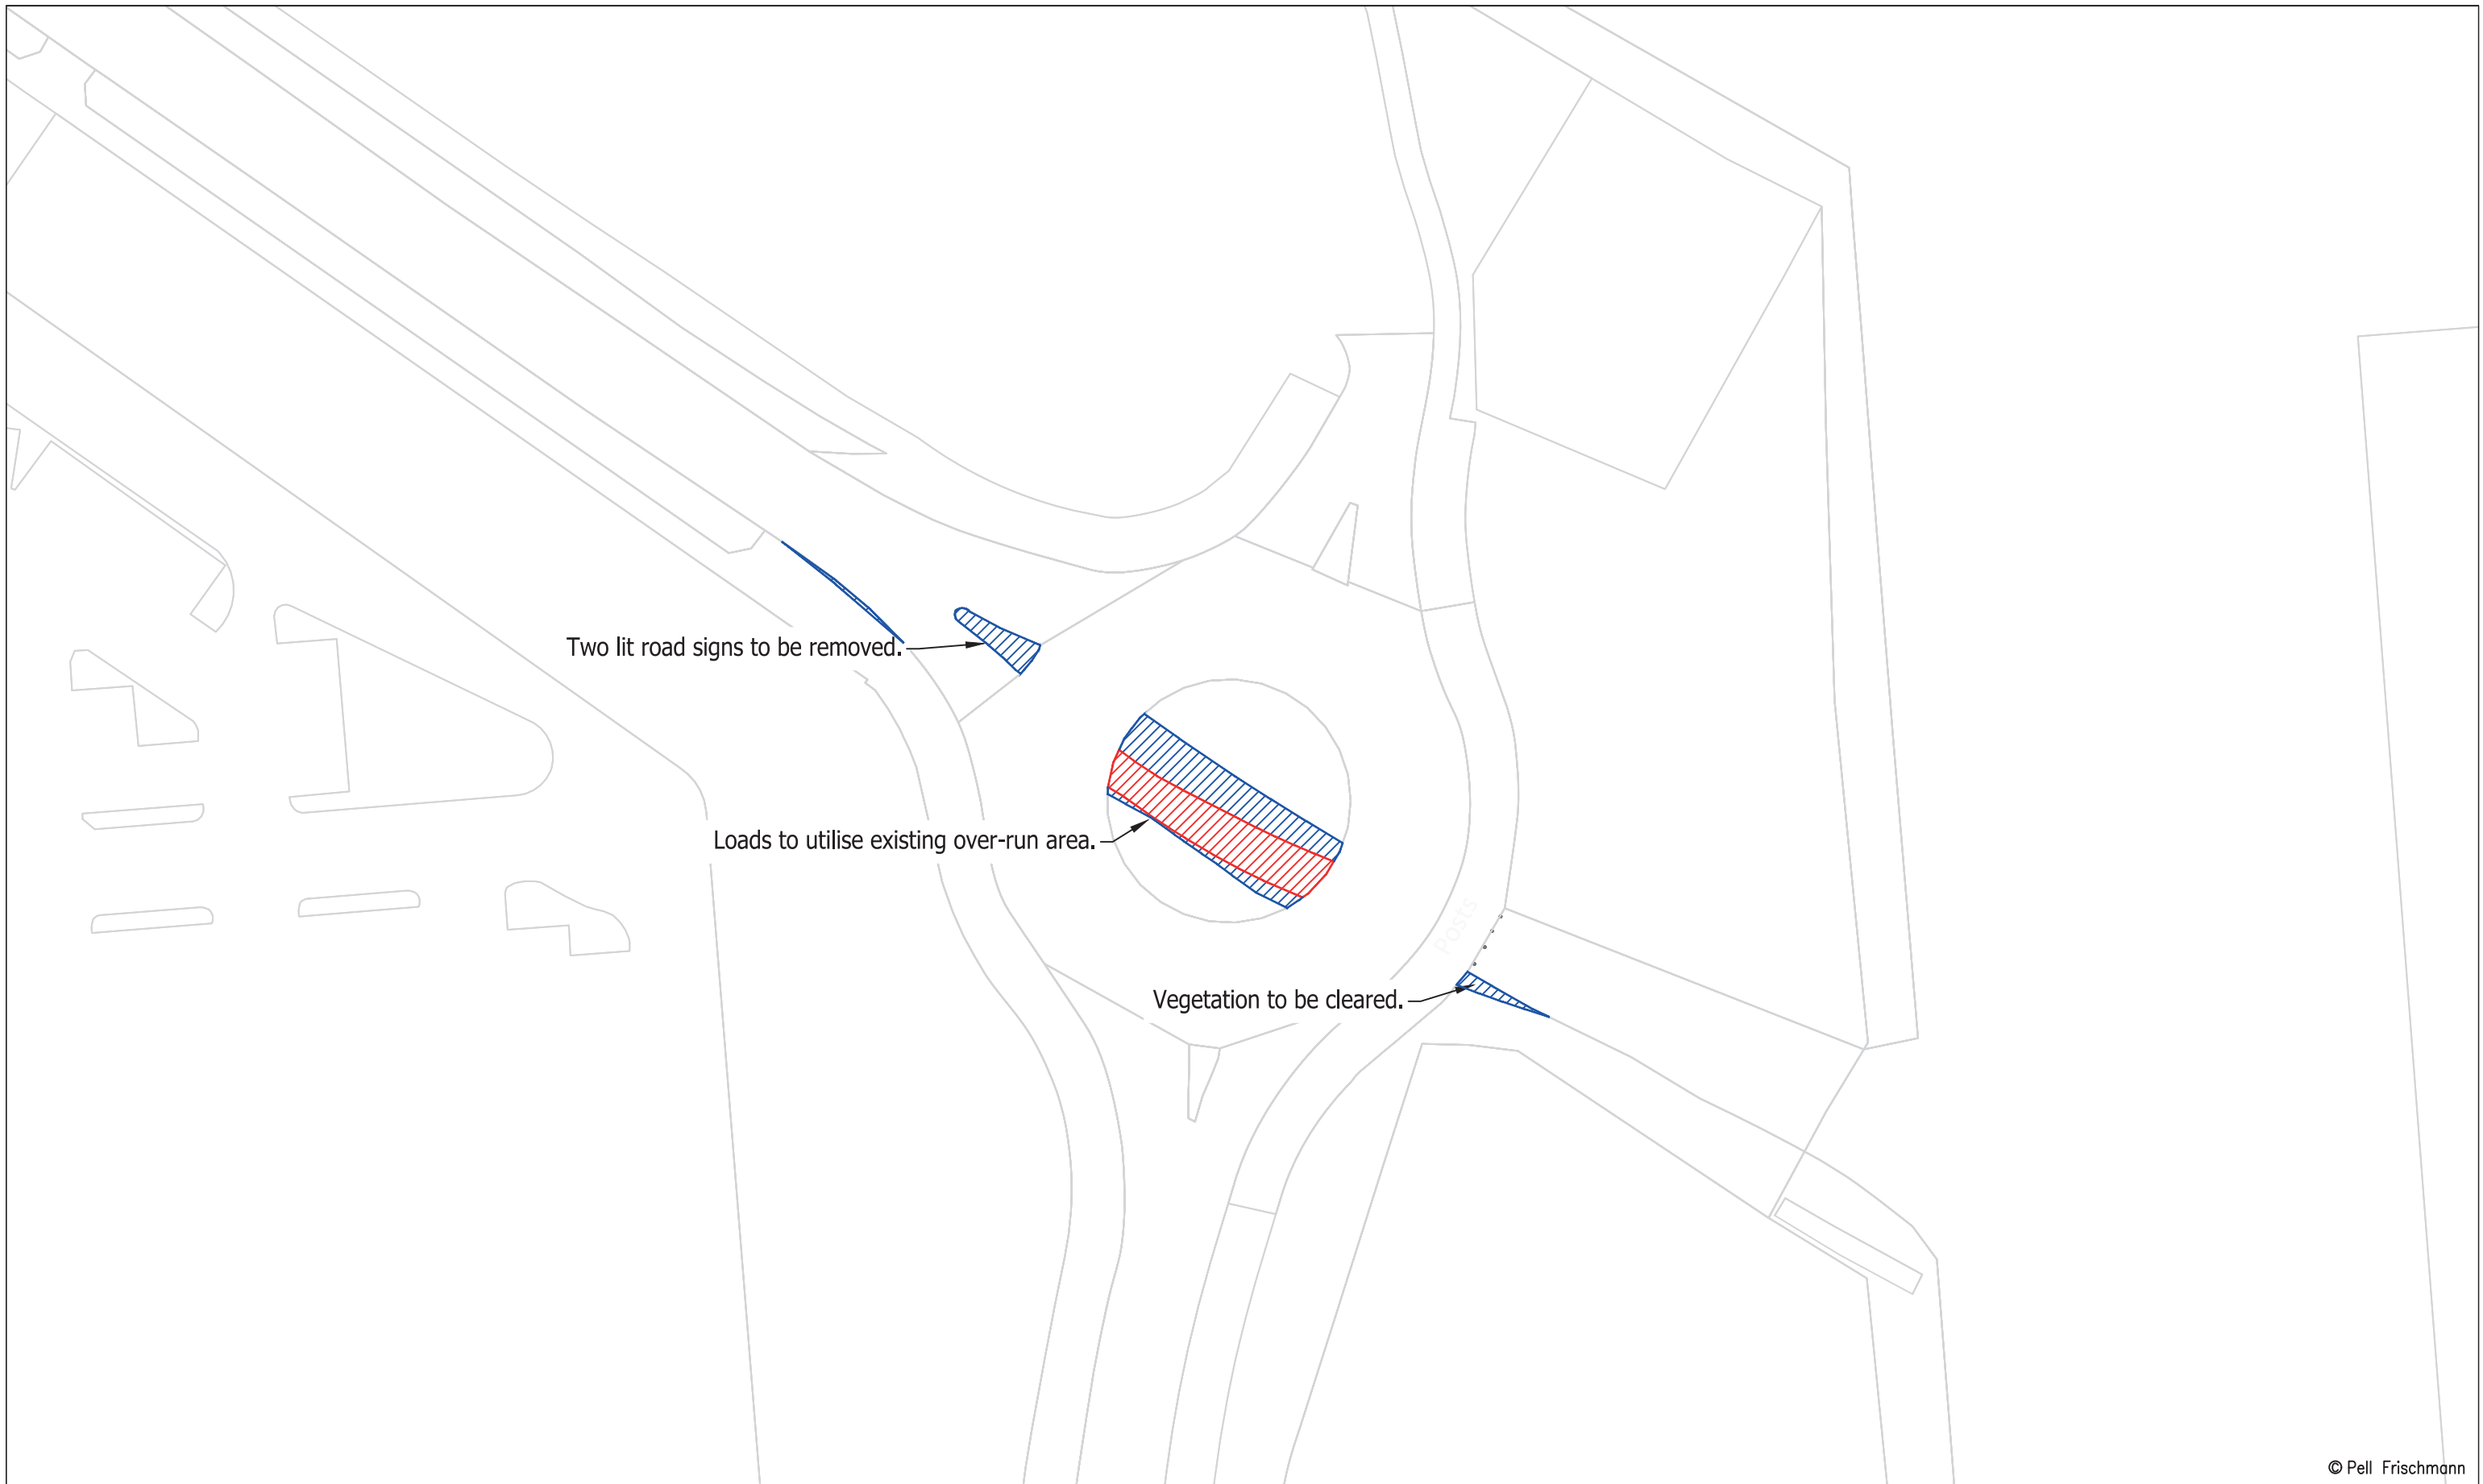 Two lit road signs to be removed.
Loads to utilise existing over-run area.
Posts
Vegetation to be cleared.
© Pell Frischmann